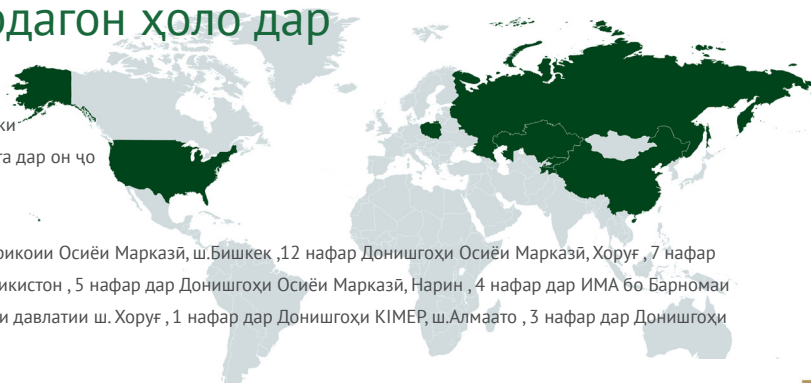 рдагон ҳоло дар
ки
та дар он ҷо
рикоии Осиёи Марказӣ, ш.Бишкек ,12 нафар Донишгоҳи Осиёи Марказӣ, Хоруғ , 7 нафар
икистон , 5 нафар дар Донишгоҳи Осиёи Марказӣ, Нарин , 4 нафар дар ИМА бо Барномаи
и давлатии ш. Хоруғ , 1 нафар дар Донишгоҳи KIMEP, ш.Алмаато , 3 нафар дар Донишгоҳи